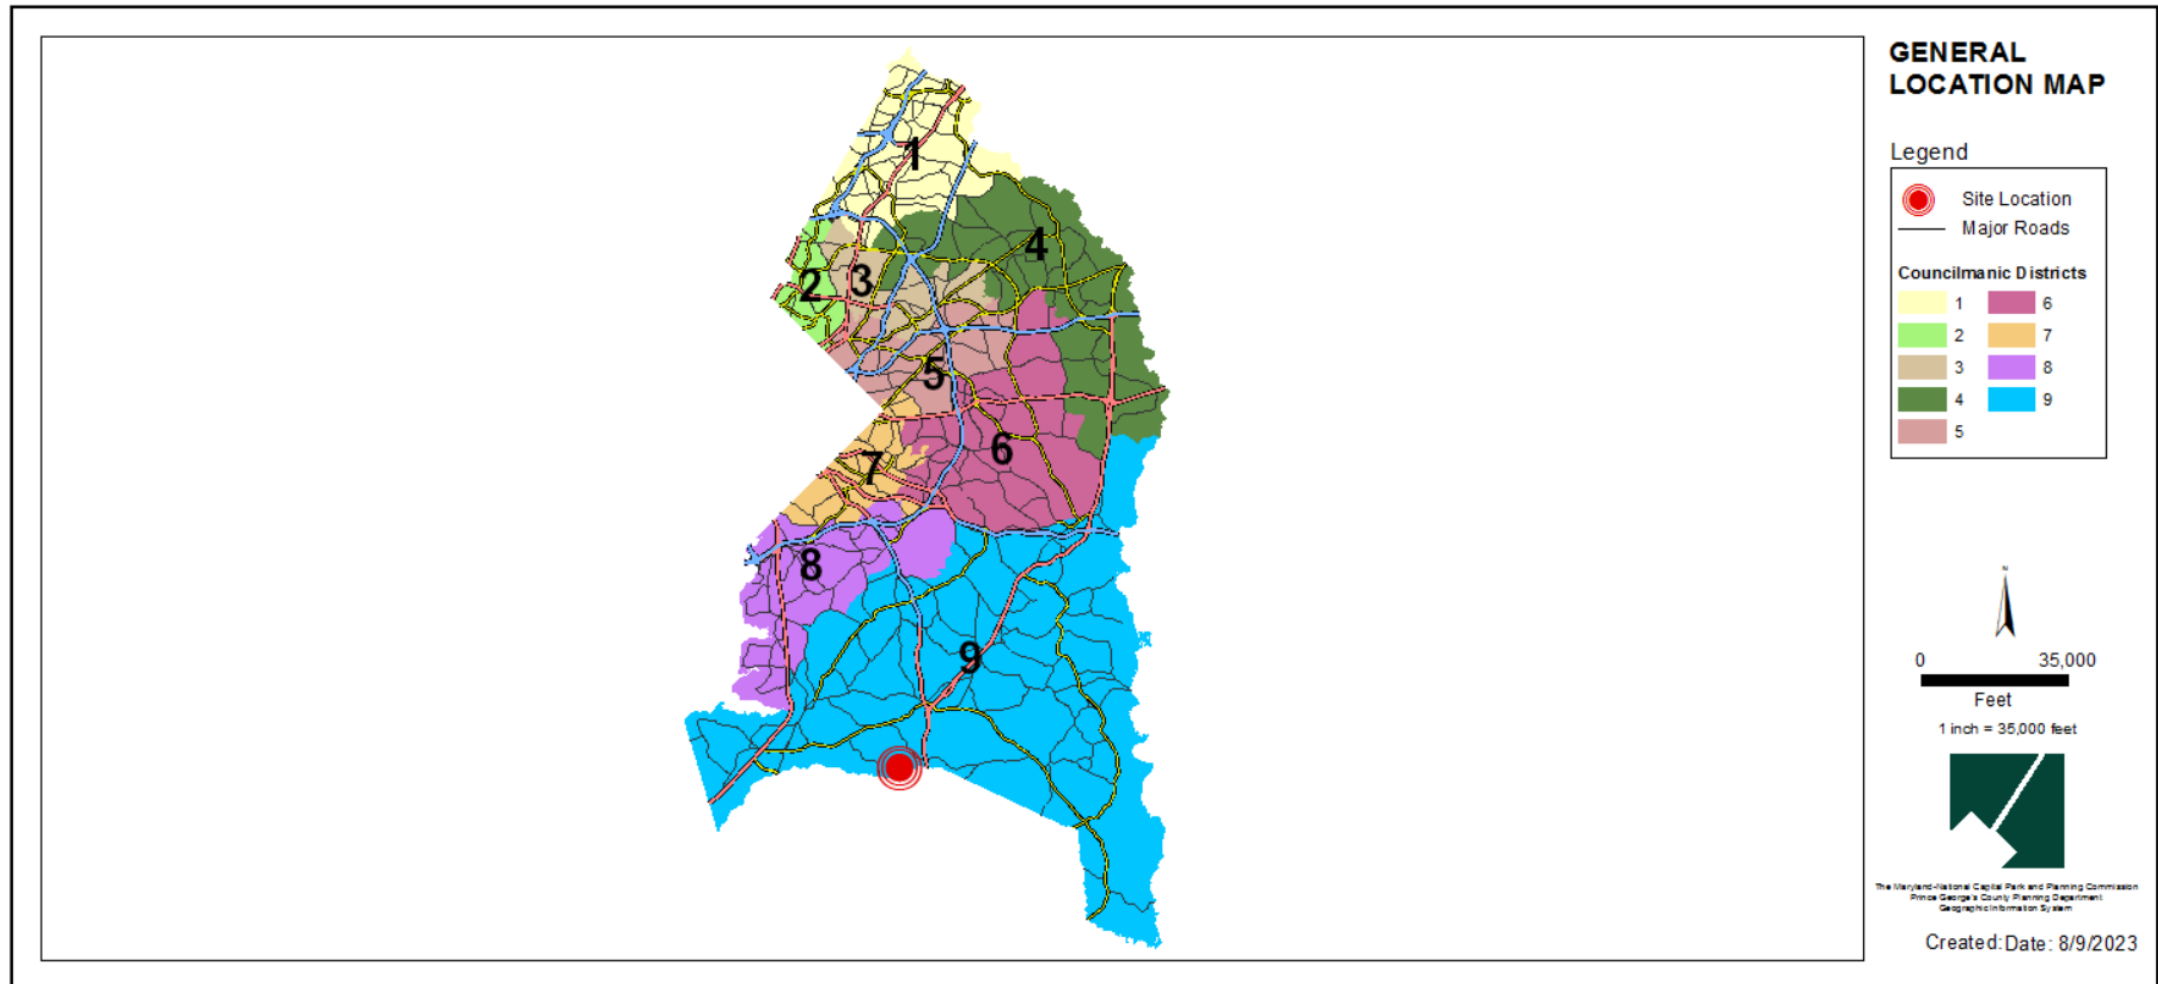 GENERAL
LOCATION MAP
Legend
Site Location
Major Roads
Councilmanic Districts
1 6
2 7
3 8
4 9
5
1
4
2
3
5
6
7
8
9
N
0 35,000
Feet
1 inch = 35,000 feet
The Maryland-National Capital Park and Planning Commission
Prince George's County Planning Department
Geographic Information System
Created: Date: 8/9/2023